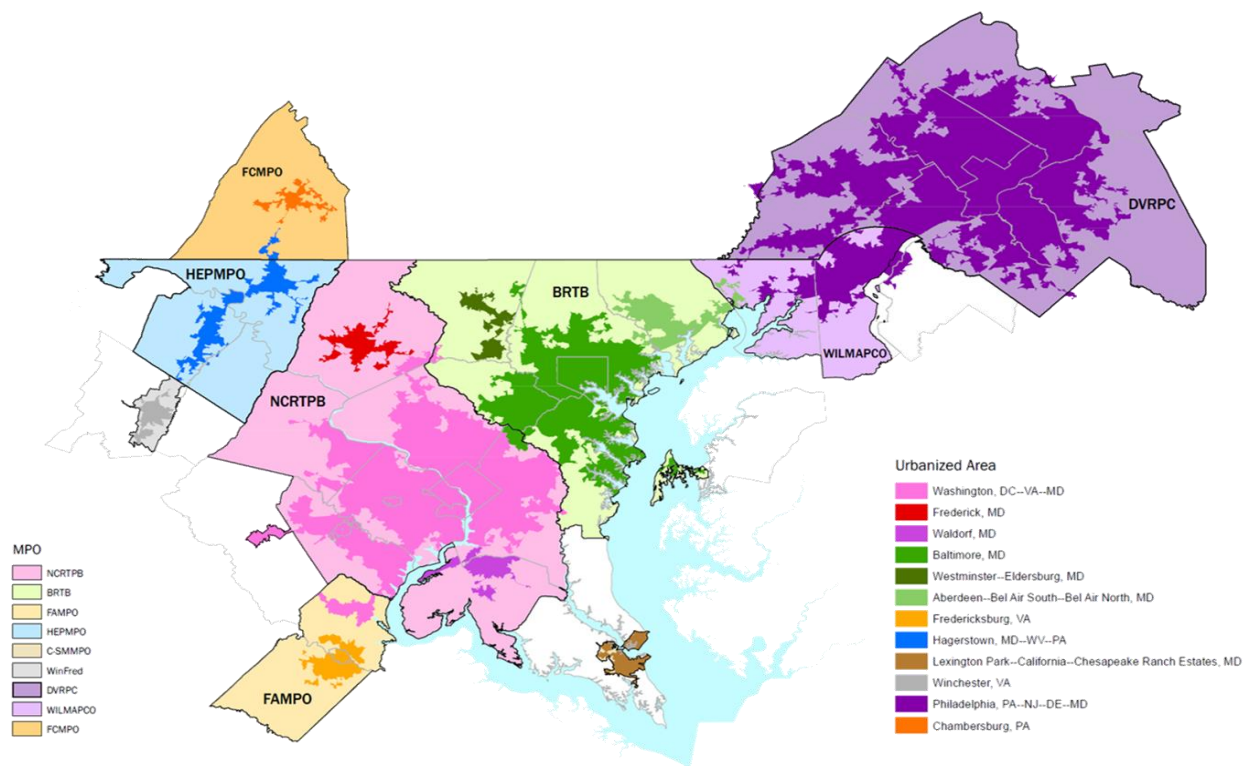 FCMPO
DVRPC
HEPMPO
BRTB
WILMAPCO
NCRTPB
FAMPO
MPO
NCRTPB
BRTB
FAMPO
HEPMPO
C-SMMPO
WinFred
DVRPC
WILMAPCO
FCMPO
Urbanized Area
Washington, DC--VA--MD
Frederick, MD
Waldorf, MD
Baltimore, MD
Westminster--Eldersburg, MD
Aberdeen--Bel Air South--Bel Air North, MD
Fredericksburg, VA
Hagerstown, MD--WV--PA
Lexington Park--California--Chesapeake Ranch Estates, MD
Winchester, VA
Philadelphia, PA--NJ--DE--MD
Chambersburg, PA